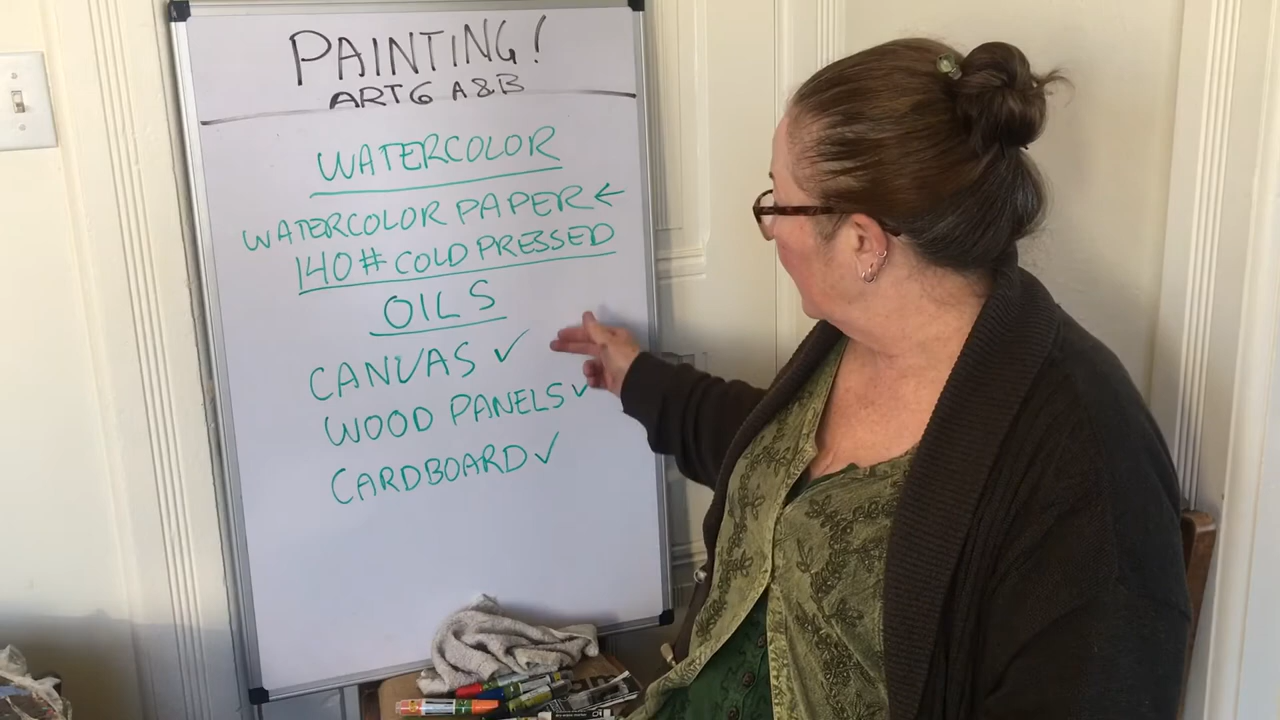 PAINTING!
ART 6 A&B
WATERCOLOR
WATERCOLOR PAPER ←
140# COLD PRESSED
OILS
CANVAS ✓
WOOD PANELS ✓
CARDBOARD ✓